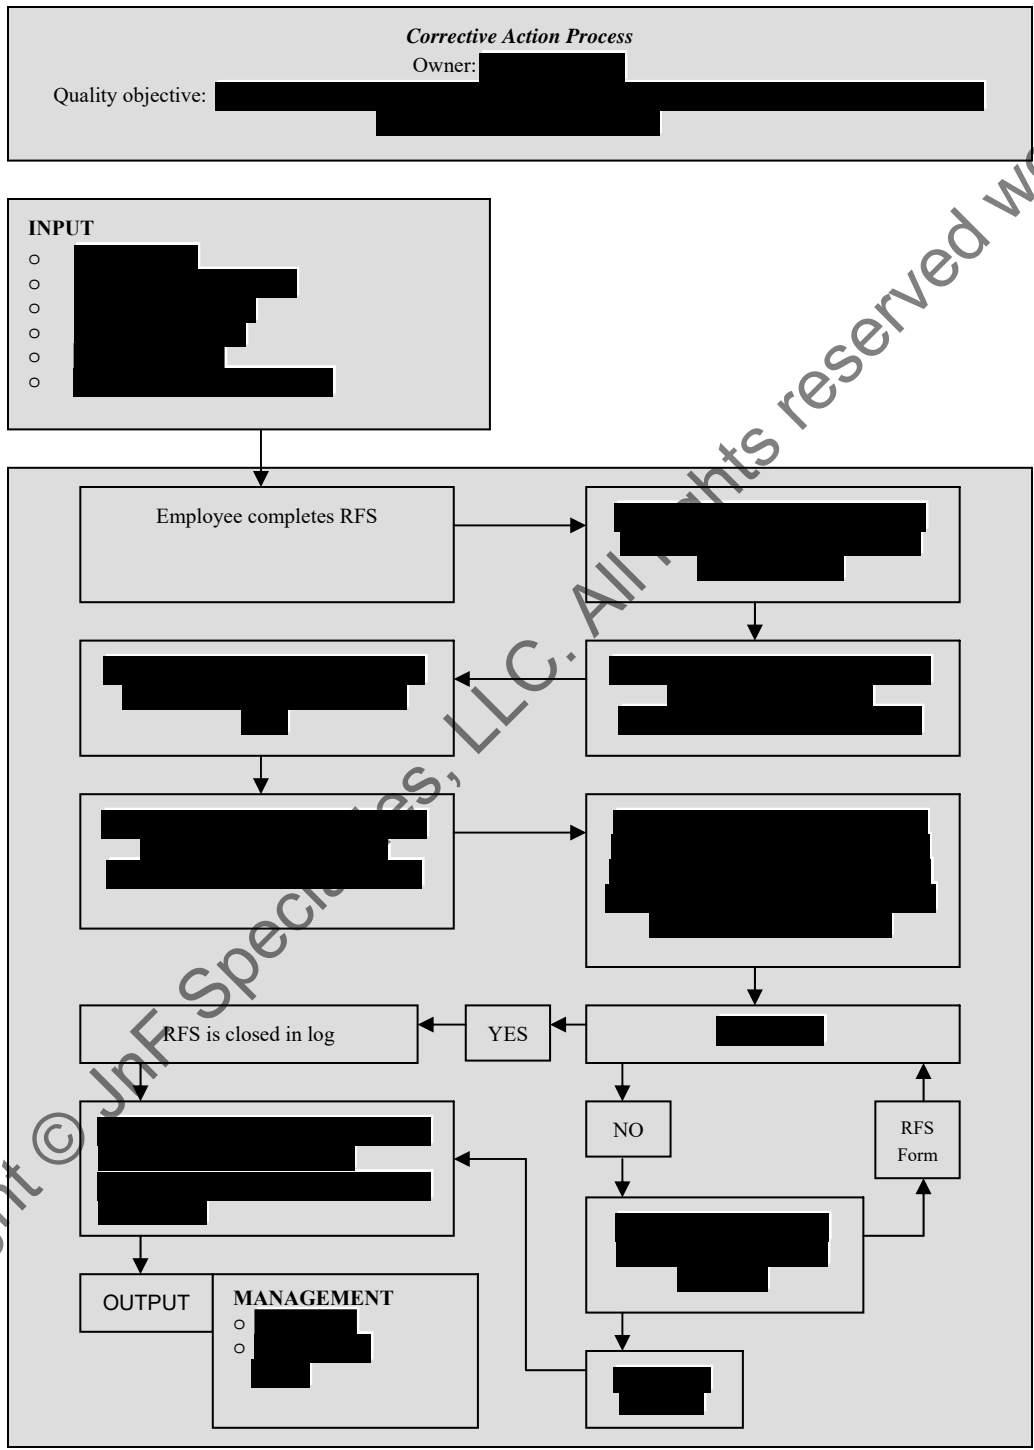 Corrective Action Process
Owner:
Quality objective:
INPUT
Employee completes RFS
RFS is closed in log
YES
NO
RFS
Form
OUTPUT
MANAGEMENT
© JnF Specialties, LLC. All rights reserved